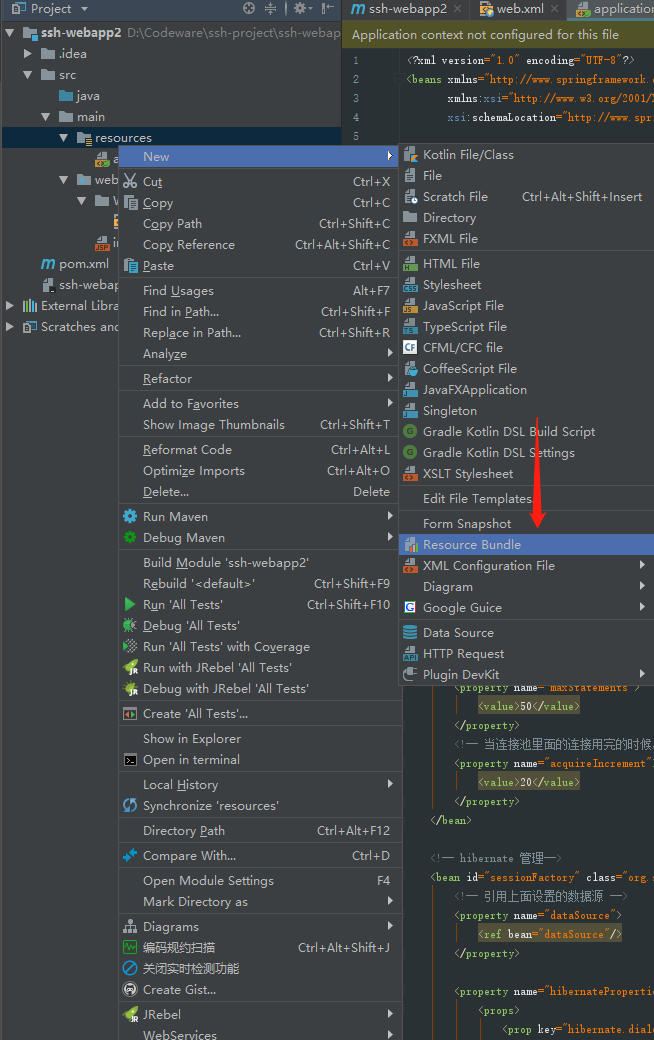 Project
ssh-webapp2
web.xml
application
ssh-webapp2 D:\Codeware\ssh-project\ssh-webapp
.idea
src
java
main
resources
a
web
W
in
pom.xml
ssh-webap
External Libra
Scratches and
Application context not configured for this file
1 <?xml version="1.0" encoding="UTF-8"?>
2 <beans xmlns="http://www.springframework.
3 xmlns:xsi="http://www.w3.org/2001/X
4 xsi:schemaLocation="http://www.spr
5
New
Cut Ctrl+X
Copy Ctrl+C
Copy Path Ctrl+Shift+C
Copy Reference Ctrl+Alt+Shift+C
Paste Ctrl+V
Find Usages Alt+F7
Find in Path... Ctrl+Shift+F
Replace in Path... Ctrl+Shift+R
Analyze
Refactor
Add to Favorites
Show Image Thumbnails Ctrl+Shift+T
Reformat Code Ctrl+Alt+L
Optimize Imports Ctrl+Alt+O
Delete... Delete
Run Maven
Debug Maven
Build Module 'ssh-webapp2'
Rebuild '<default>' Ctrl+Shift+F9
Run 'All Tests' Ctrl+Shift+F10
Debug 'All Tests'
Run 'All Tests' with Coverage
Run with JRebel 'All Tests'
Debug with JRebel 'All Tests'
Create 'All Tests'...
Show in Explorer
Open in terminal
Local History
Synchronize 'resources'
Directory Path Ctrl+Alt+F12
Compare With... Ctrl+D
Open Module Settings F4
Mark Directory as
Diagrams
编码规约扫描 Ctrl+Alt+Shift+J
关闭实时检测功能
Create Gist...
JRebel
WebServices
Kotlin File/Class
File
Scratch File Ctrl+Alt+Shift+Insert
Directory
FXML File
HTML File
Stylesheet
JavaScript File
TypeScript File
CFML/CFC file
CoffeeScript File
JavaFXApplication
Singleton
Gradle Kotlin DSL Build Script
Gradle Kotlin DSL Settings
XSLT Stylesheet
Edit File Templates
Form Snapshot
Resource Bundle
XML Configuration File
Diagram
Google Guice
Data Source
HTTP Request
Plugin DevKit
<property name="maxStatements">
<value>50</value>
</property>
<!-- 当连接池里面的连接用完的时候,
<property name="acquireIncrement"
<value>20</value>
</property>
</bean>
<!-- hibernate 管理-->
<bean id="sessionFactory" class="org.s
<!-- 引用上面设置的数据源 -->
<property name="dataSource">
<ref bean="dataSource"/>
</property>
<property name="hibernateProperti
<props>
<prop key="hibernate.dialec